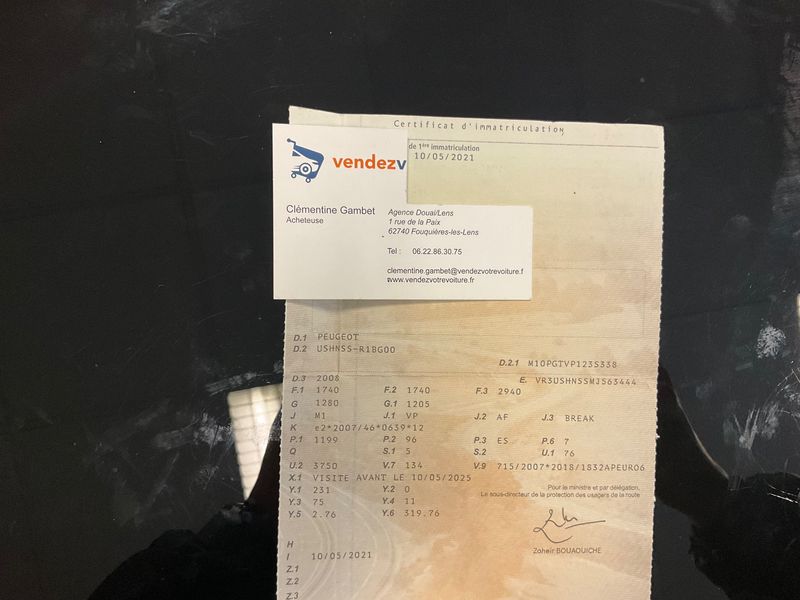 Certificat d'immatriculation
de 1ère immatriculation
10/05/2021
vendezv
Clémentine Gambet
Acheteuse
Agence Douai/Lens
1 rue de la Paix
62740 Fouquières-les-Lens
Tel : 06.22.86.30.75
clementine.gambet@vendezvotrevoiture.f
www.vendezvotrevoiture.fr
D.1 PEUGEOT
D.2 USHNSS-R1BG00
D.2.1 M10PGTVP123S338
D.3 2008
E. VR3USHNSSMJ563444
F.1 1740 F.2 1740 F.3 2940
G 1280 G.1 1205
J M1 J.1 VP J.2 AF J.3 BREAK
K e2*2007/46*0639*12
P.1 1199 P.2 96 P.3 ES P.6 7
Q S.1 5 S.2 U.1 76
U.2 3750 V.7 134 V.9 715/2007*2018/1832APEURO6
X.1 VISITE AVANT LE 10/05/2025
Y.1 231 Y.2 0
Y.3 75 Y.4 11
Y.5 2.76 Y.6 319.76
Pour le ministre et par délégation,
Le sous-directeur de la protection des usagers de la route
Zoheir BOUAOUICHE
H
I 10/05/2021
Z.1
Z.2
Z.3